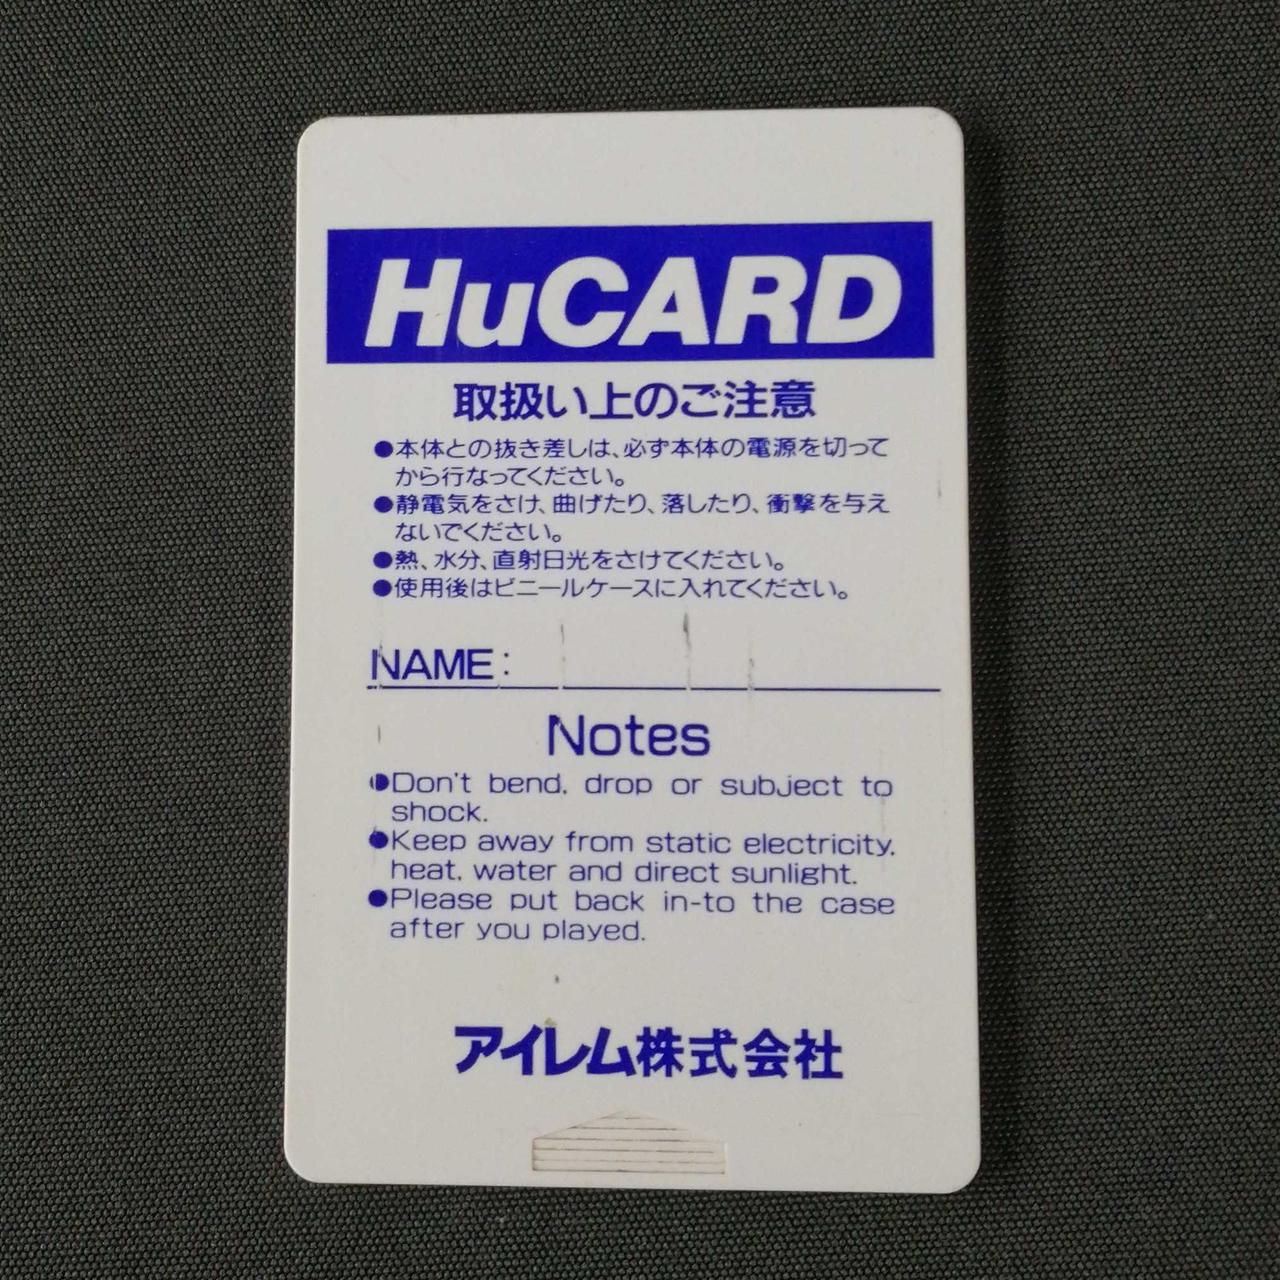 HuCARD
取扱い上のご注意
●本体との抜き差しは、必ず本体の電源を切って
から行なってください。
●静電気をさけ、曲げたり、落したり、衝撃を与え
ないでください。
●熱、水分、直射日光をさけてください。
●使用後はビニールケースに入れてください。
NAME:
Notes
●Don't bend, drop or subject to
shock.
●Keep away from static electricity,
heat, water and direct sunlight.
●Please put back in-to the case
after you played.
アイレム株式会社